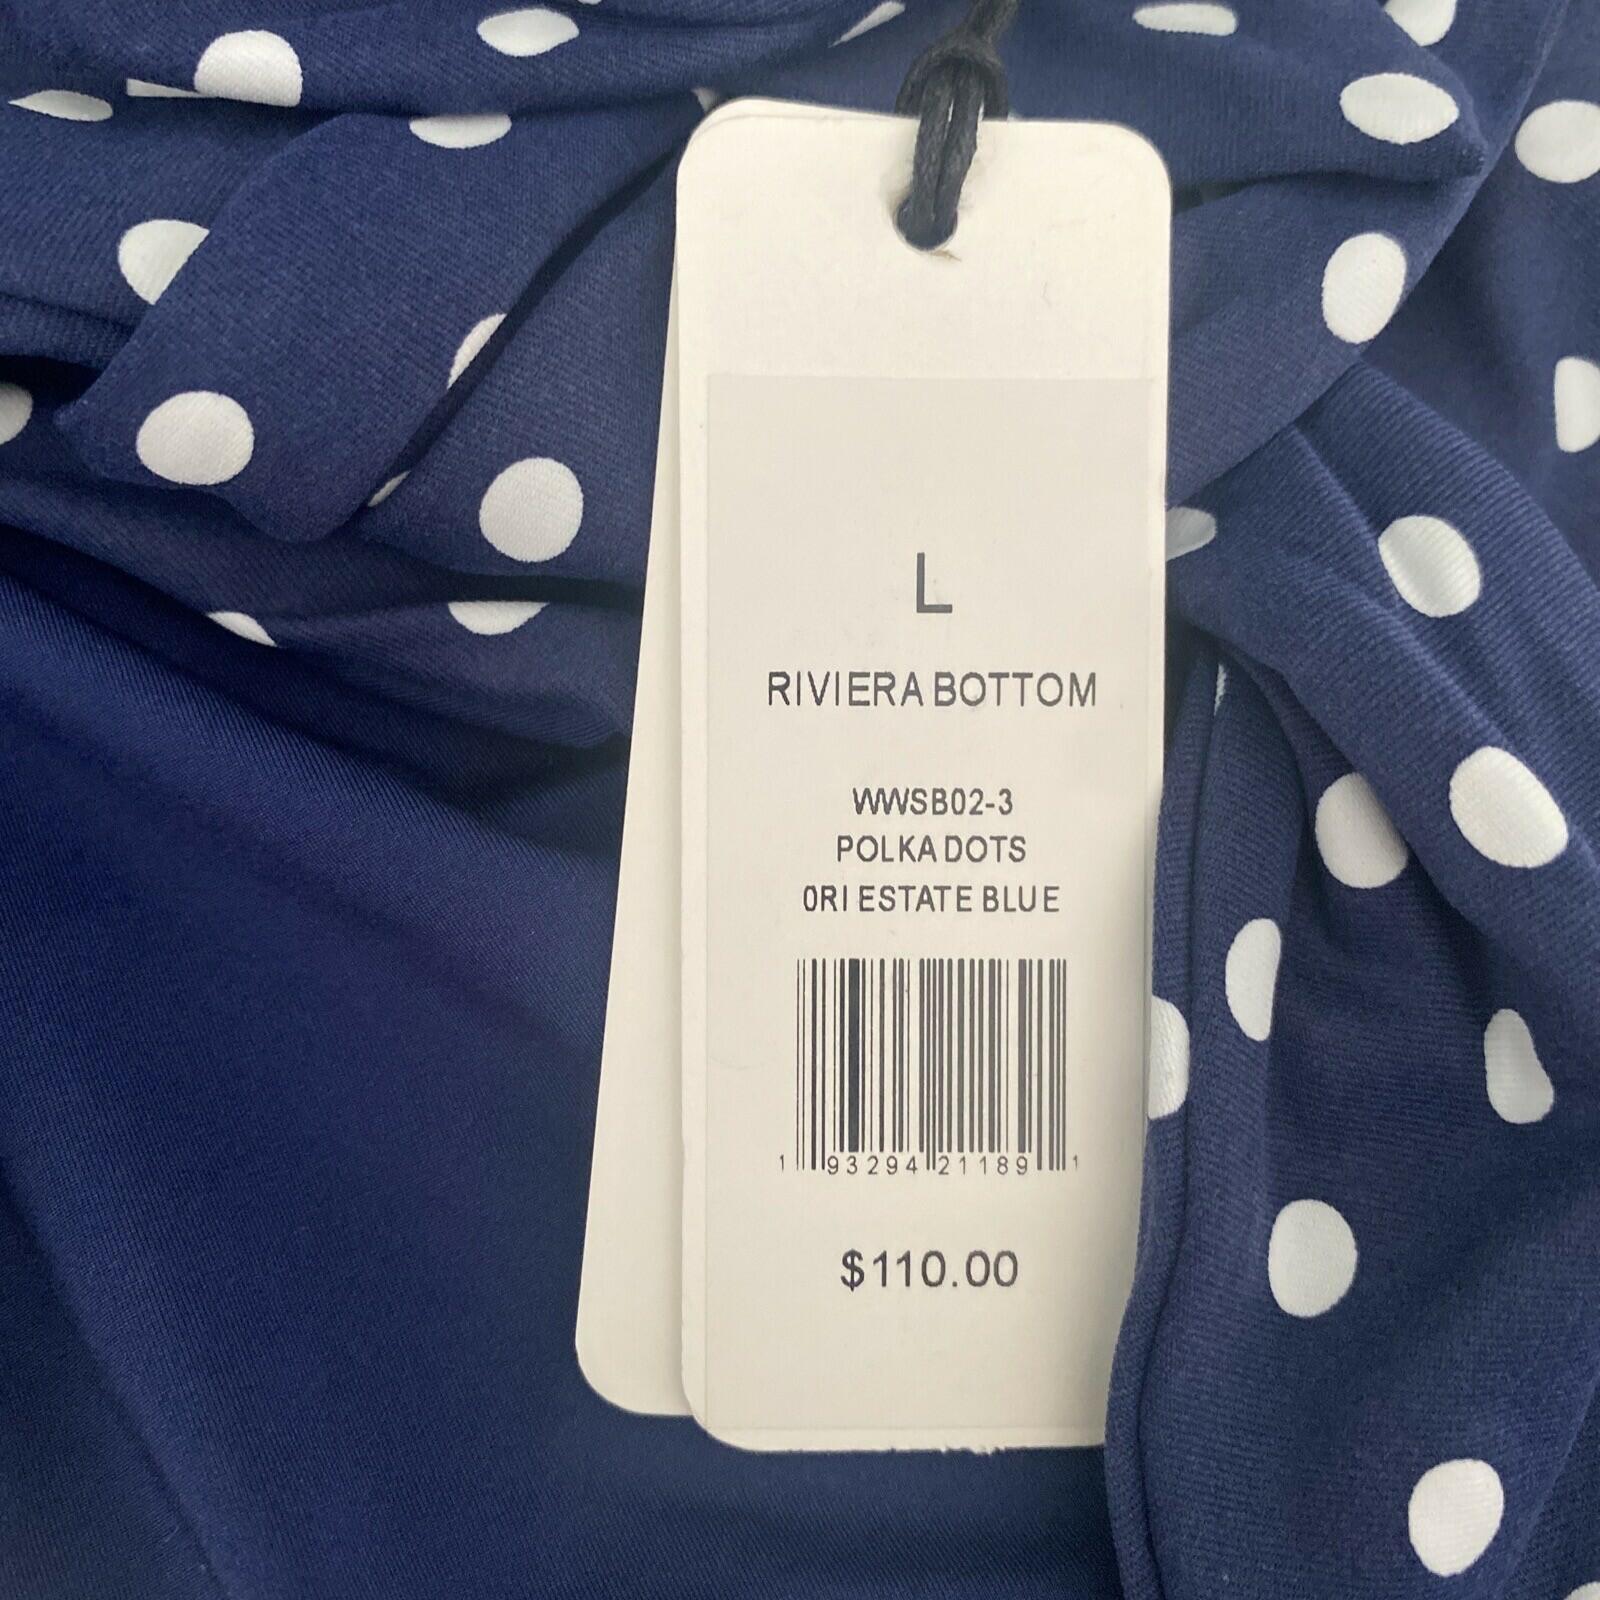 L
RIVIERA BOTTOM
WWSB02-3
POLKA DOTS
0RI ESTATE BLUE
1 93294 21189 1
$110.00